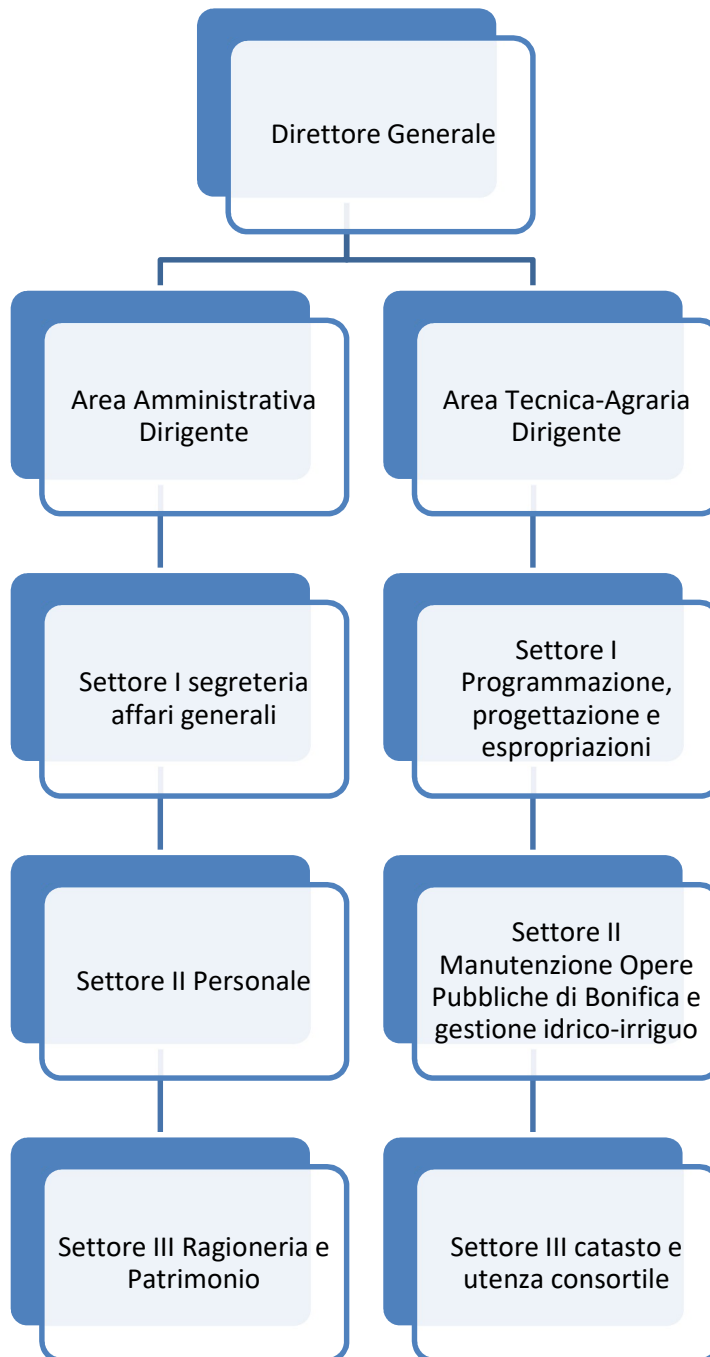 Direttore Generale
Area Amministrativa
Dirigente
Area Tecnica-Agraria
Dirigente
Settore I segreteria
affari generali
Settore I
Programmazione,
progettazione e
espropriazioni
Settore II Personale
Settore II
Manutenzione Opere
Pubbliche di Bonifica e
gestione idrico-irriguo
Settore III Ragioneria e
Patrimonio
Settore III catasto e
utenza consortile